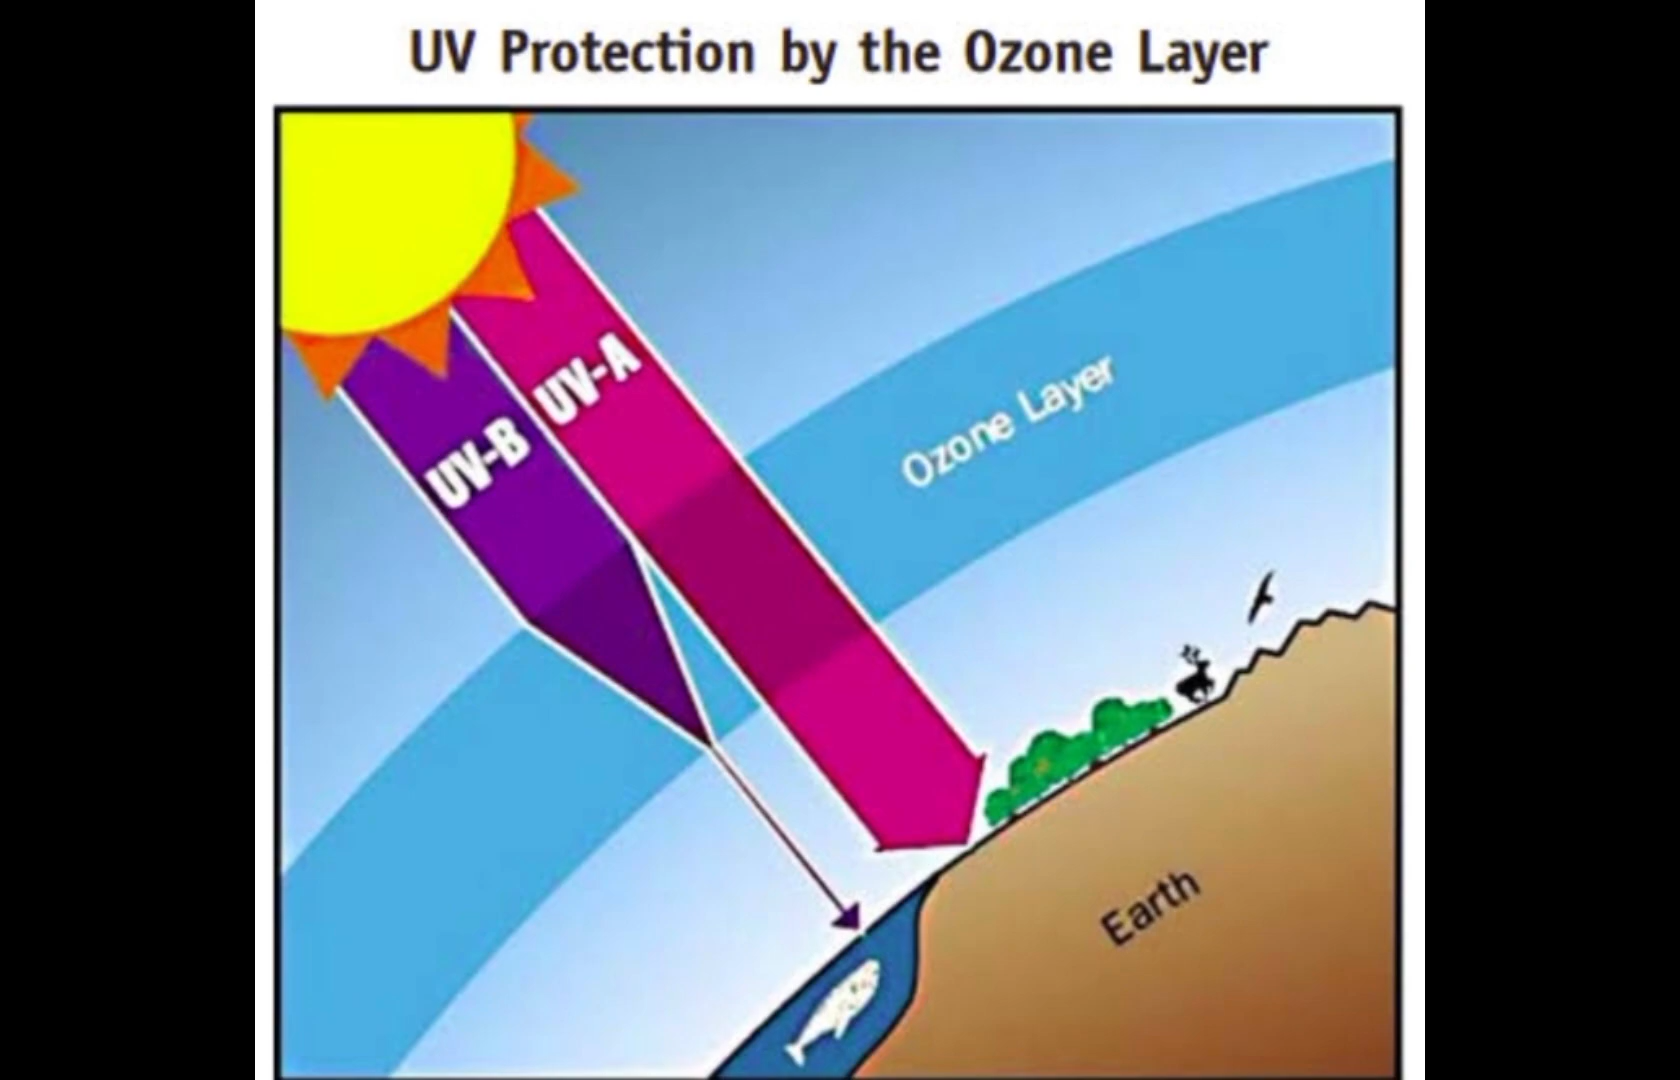 UV Protection by the Ozone Layer
UV-A
UV-B
Ozone Layer
Earth